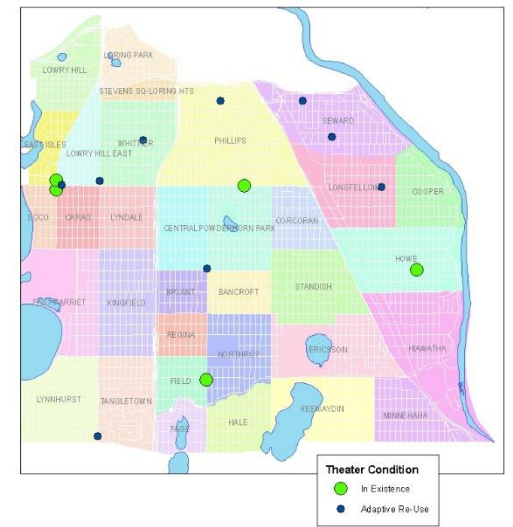 LORING PARK
LOWRY HILL
STEVENS SQ-LORING HTS
SEWARD
EAST ISLES
WHITTIER
PHILLIPS
LOWRY HILL EAST
LONGFELLOW
COOPER
ECCO
CARAG
LYNDALE
CORCORAN
CENTRAL
POWDERHORN PARK
HOWE
EAST HARRIET
KINGFIELD
BRYANT
BANCROFT
STANDISH
REGINA
NORTHROP
ERICSSON
HIAWATHA
FIELD
LYNNHURST
TANGLETOWN
PAGE
HALE
KEEWAYDIN
MINNEHAHA
Theater Condition
In Existence
Adaptive Re-Use